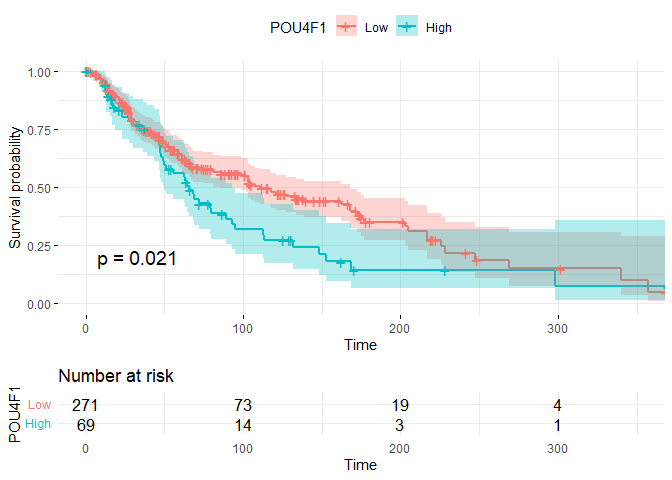 POU4F1 Low High
1.00
0.75
0.50
0.25
0.00
Survival probability
p = 0.021
0 100 200 300
Time
Number at risk
POU4F1
Low 271 73 19 4
High 69 14 3 1
0 100 200 300
Time